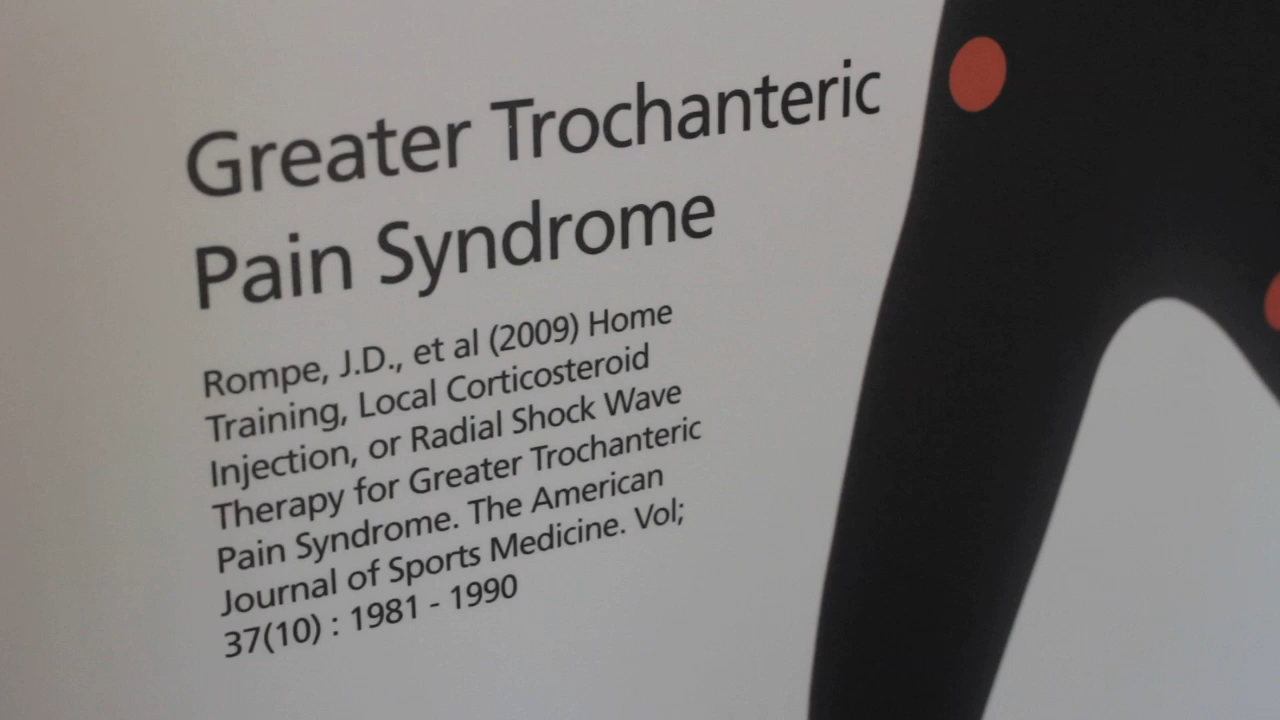 Greater Trochanteric
Pain Syndrome
Rompe, J.D., et al (2009) Home
Training, Local Corticosteroid
Injection, or Radial Shock Wave
Therapy for Greater Trochanteric
Pain Syndrome. The American
Journal of Sports Medicine. Vol;
37(10) : 1981 - 1990